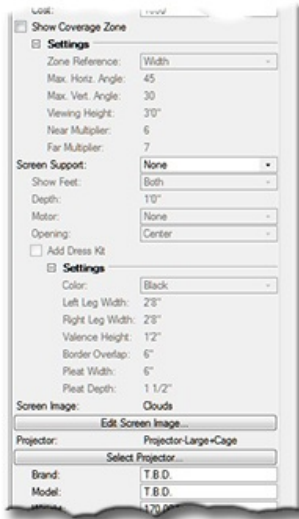 Cost:
Show Coverage Zone
Settings
Zone Reference: Width
Max. Horiz. Angle: 45
Max. Vert. Angle: 30
Viewing Height: 3'0"
Near Multiplier: 6
Far Multiplier: 7
Screen Support: None
Show Feet: Both
Depth: 1'0"
Motor: None
Opening: Center
Add Dress Kit
Settings
Color: Black
Left Leg Width: 2'8"
Right Leg Width: 2'8"
Valence Height: 1'2"
Border Overlap: 6"
Pleat Width: 6"
Pleat Depth: 1 1/2"
Screen Image: Clouds
Edit Screen Image...
Projector: Projector-Large+Cage
Select Projector...
Brand: T.B.D.
Model: T.B.D.